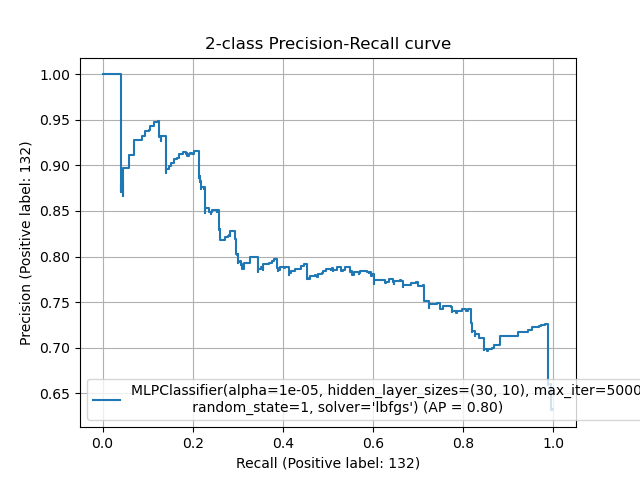 2-class Precision-Recall curve
Precision (Positive label: 132)
1.00
0.95
0.90
0.85
0.80
0.75
0.70
0.65
MLPClassifier(alpha=1e-05, hidden_layer_sizes=(30, 10), max_iter=5000
random_state=1, solver='lbfgs') (AP = 0.80)
0.0 0.2 0.4 0.6 0.8 1.0
Recall (Positive label: 132)